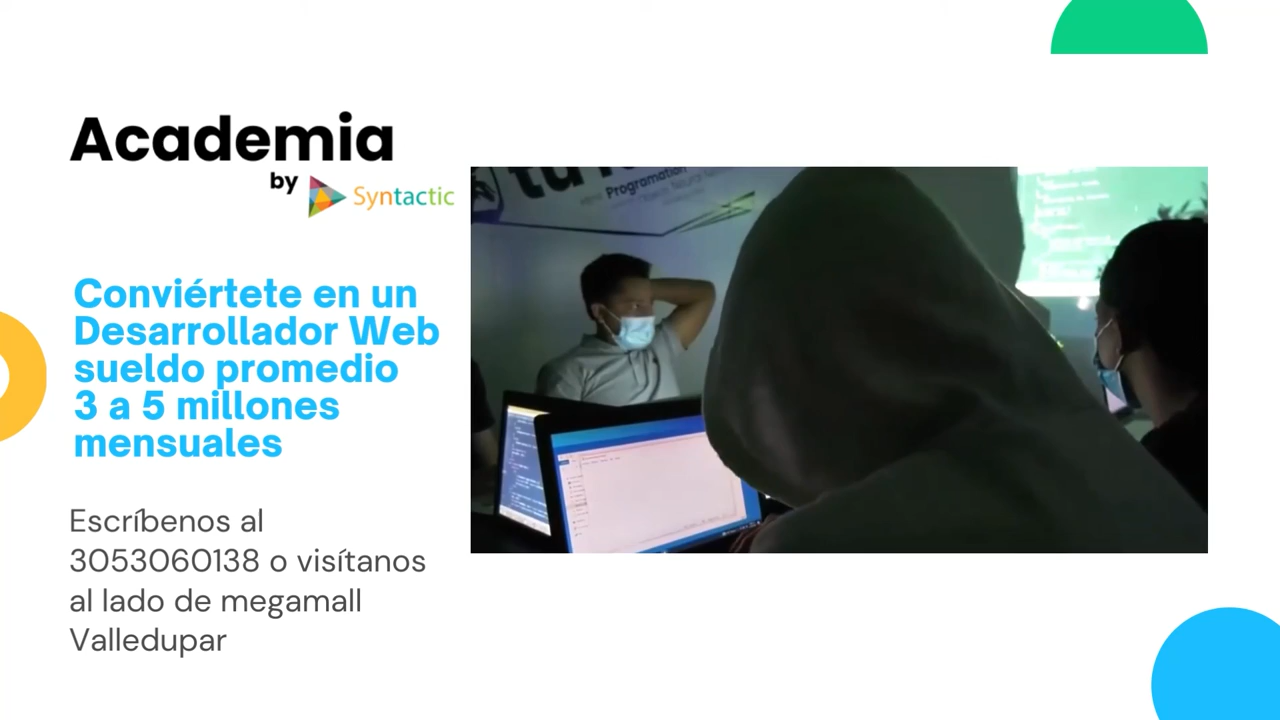 Academia
by Syntactic
Conviértete en un
Desarrollador Web
sueldo promedio
3 a 5 millones
mensuales
Escríbenos al
3053060138 o visítanos
al lado de megamall
Valledupar
Programation